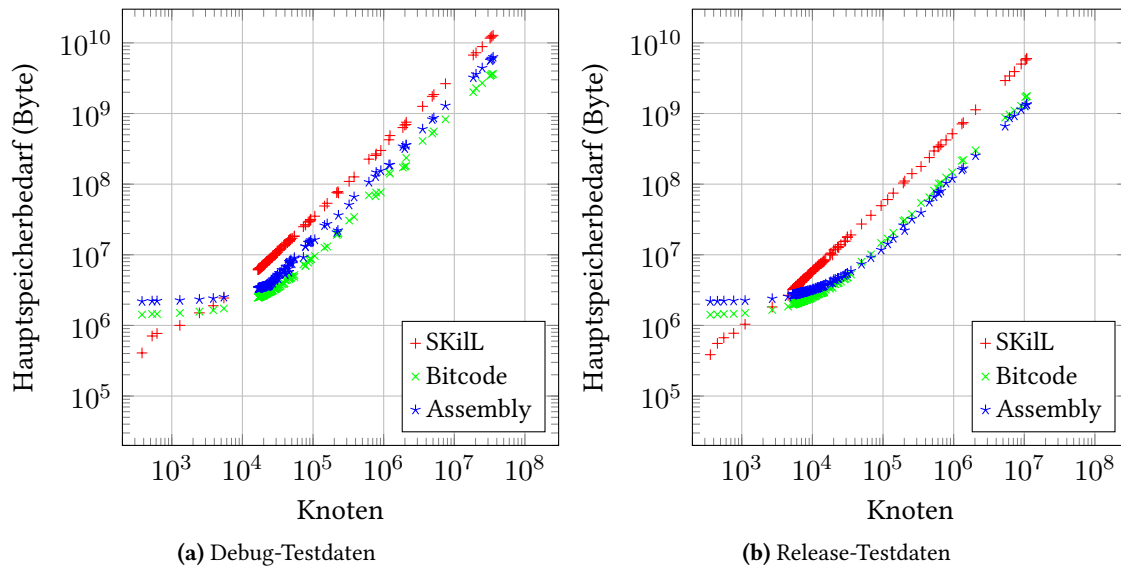 10^10
10^9
10^8
10^7
10^6
10^5
Hauptspeicherbedarf (Byte)
SKilL
Bitcode
Assembly
10^3 10^4 10^5 10^6 10^7 10^8
Knoten
(a) Debug-Testdaten
10^10
10^9
10^8
10^7
10^6
10^5
Hauptspeicherbedarf (Byte)
SKilL
Bitcode
Assembly
10^3 10^4 10^5 10^6 10^7 10^8
Knoten
(b) Release-Testdaten